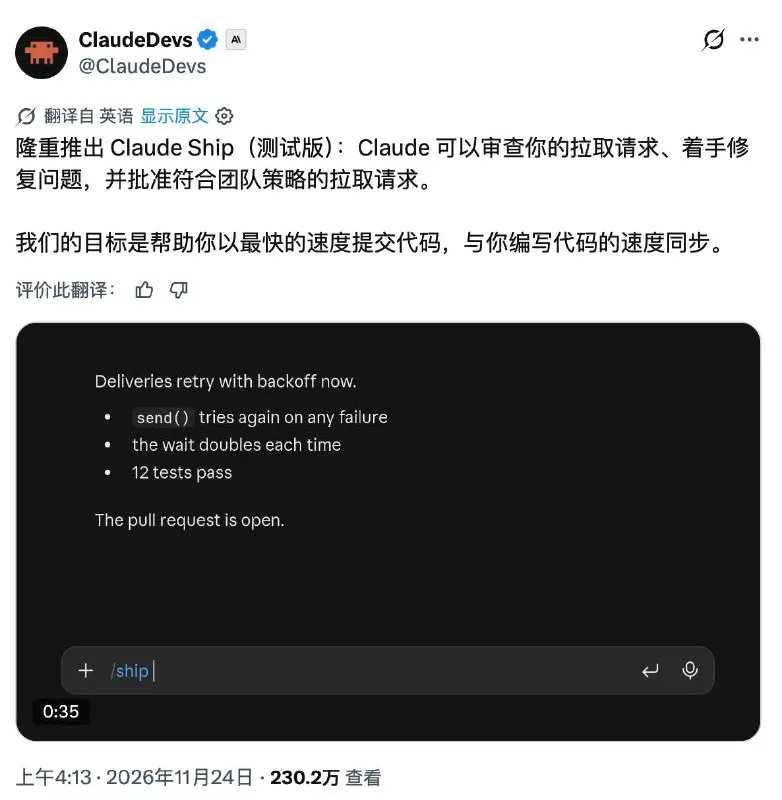 ClaudeDevs
@ClaudeDevs
翻译自 英语 显示原文
隆重推出 Claude Ship（测试版）：Claude 可以审查你的拉取请求、着手修
复问题，并批准符合团队策略的拉取请求。
我们的目标是帮助你以最快的速度提交代码，与你编写代码的速度同步。
评价此翻译：
Deliveries retry with backoff now.
• send() tries again on any failure
• the wait doubles each time
• 12 tests pass
The pull request is open.
/ship
0:35
上午4:13 · 2026年11月24日 · 230.2万 查看